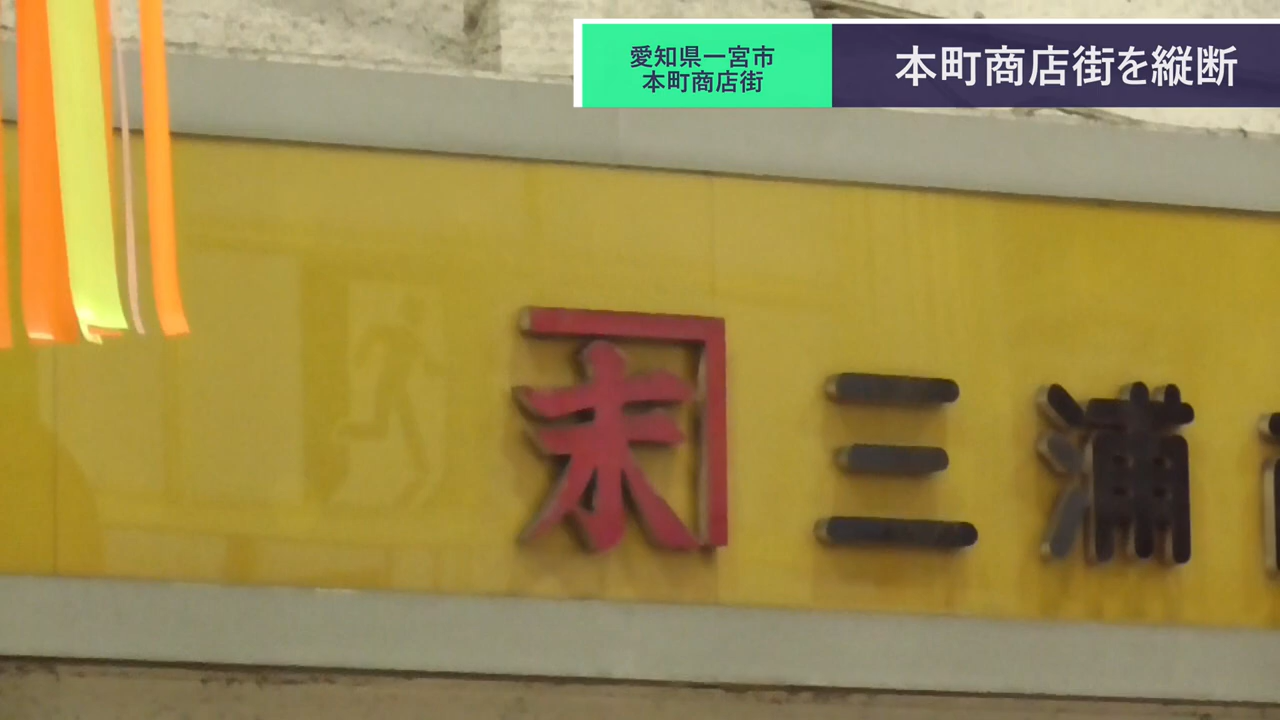 愛知県一宮市
本町商店街
本町商店街を縦断
末 三浦